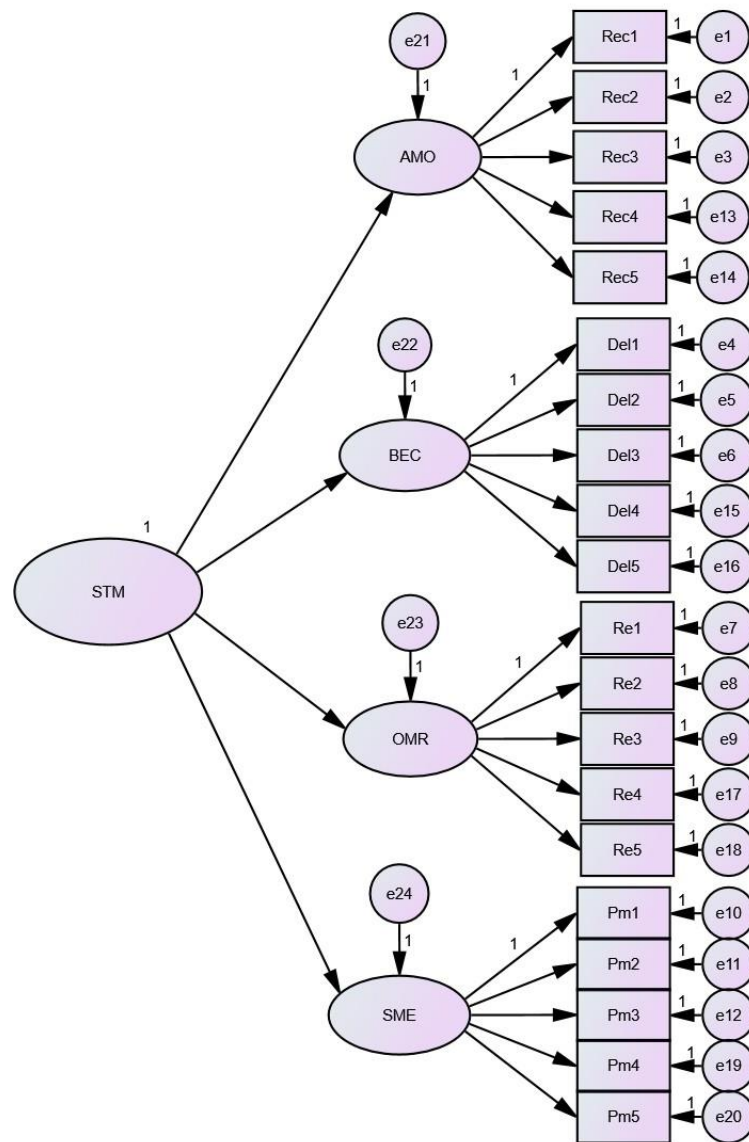 e21
1
1
AMO
Rec1
1
e1
Rec2
1
e2
Rec3
1
e3
Rec4
1
e13
Rec5
1
e14
e22
1
1
BEC
Del1
1
e4
Del2
1
e5
Del3
1
e6
Del4
1
e15
Del5
1
e16
1
STM
e23
1
1
OMR
Re1
1
e7
Re2
1
e8
Re3
1
e9
Re4
1
e17
Re5
1
e18
e24
1
1
SME
Pm1
1
e10
Pm2
1
e11
Pm3
1
e12
Pm4
1
e19
Pm5
1
e20